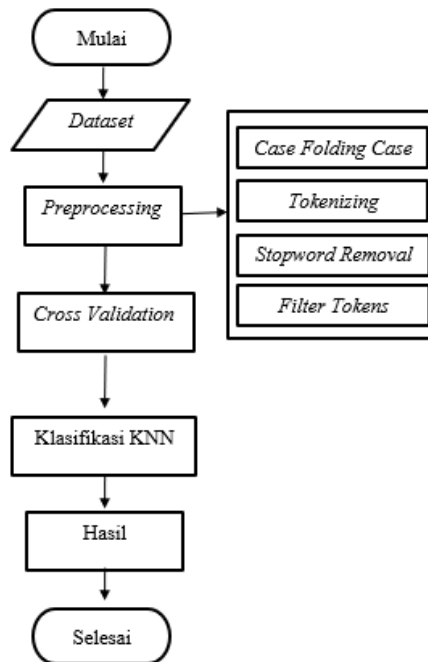 Mulai
Dataset
Preprocessing
Case Folding Case
Tokenizing
Stopword Removal
Filter Tokens
Cross Validation
Klasifikasi KNN
Hasil
Selesai